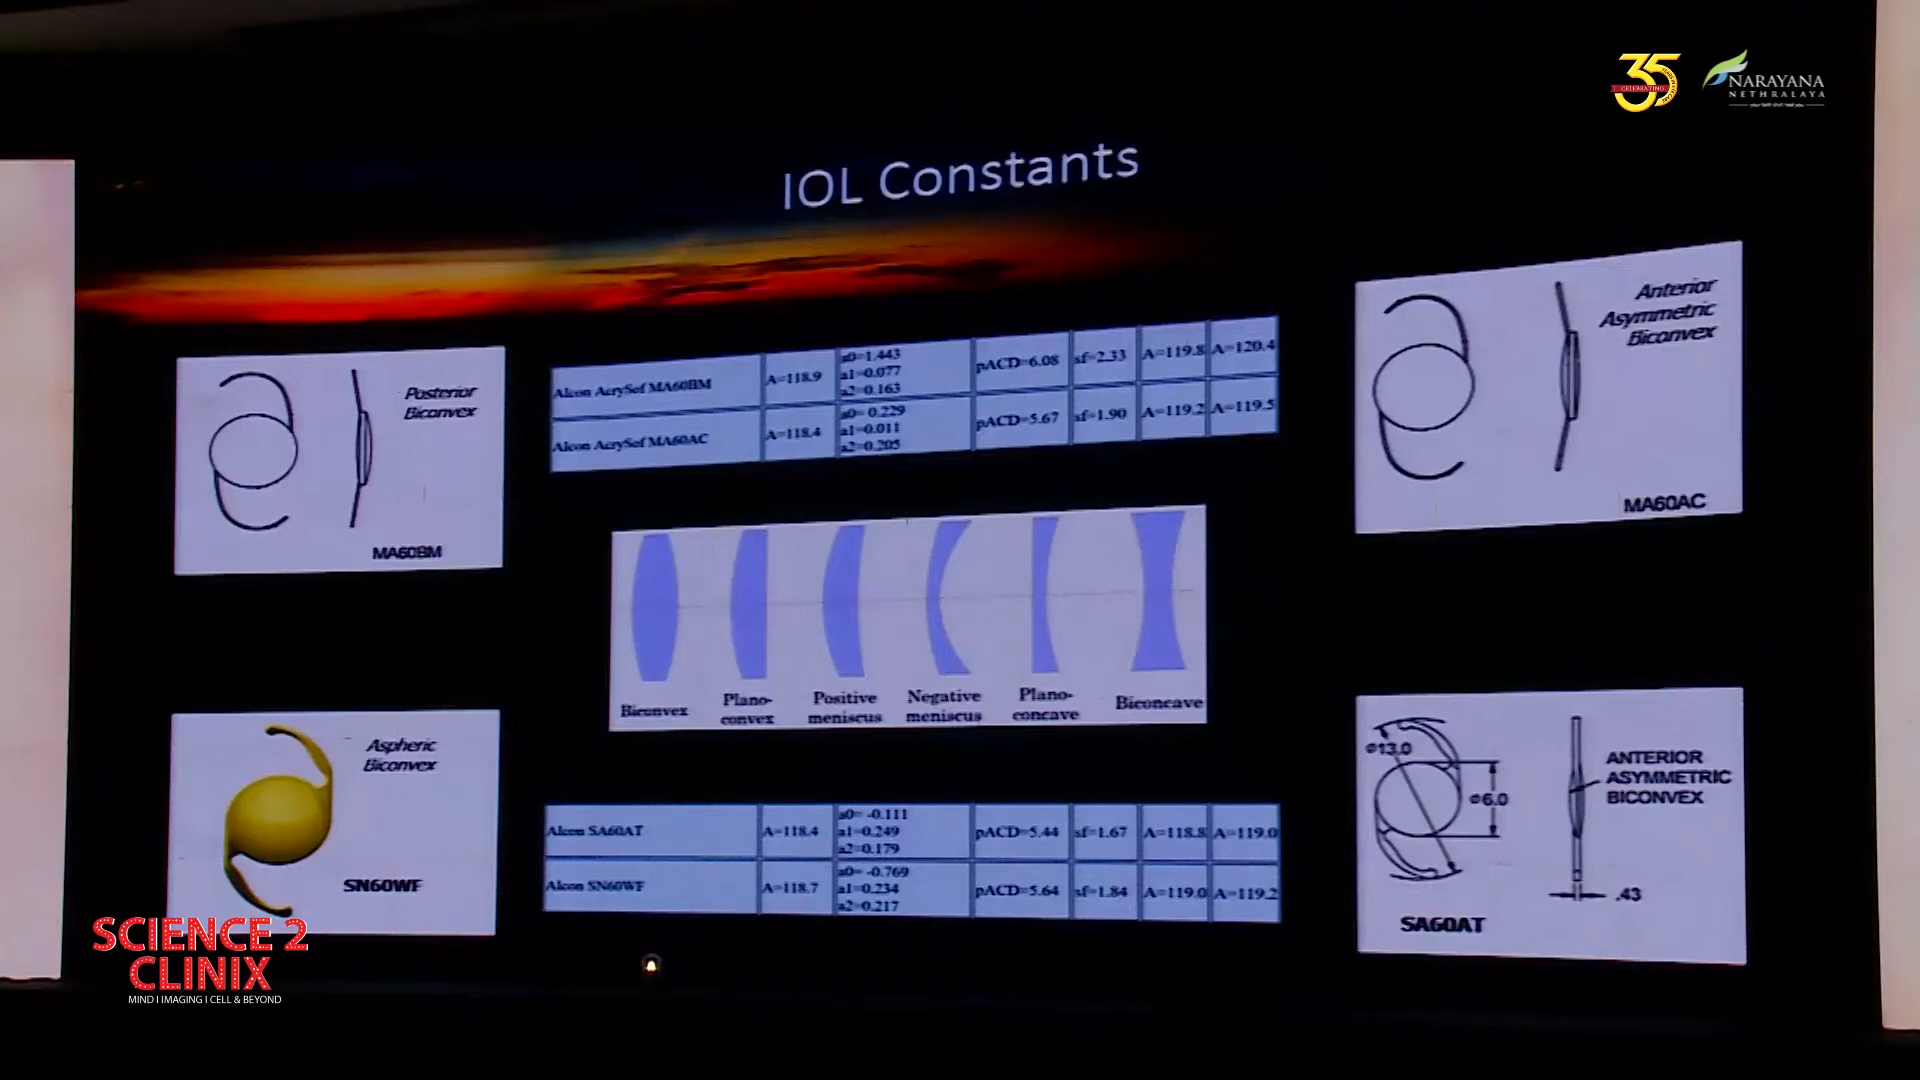 35
CELEBRATING
NARAYANA
NETHRALAYA
IOL Constants
Posterior
Biconvex
MA60BM
Alcon AcrySof MA60BM
A=118.9
a0=1.443
a1=0.077
a2=0.163
pACD=6.08
sf=2.33
A=119.8
A=120.4
Alcon AcrySof MA60AC
A=118.4
a0= 0.229
a1=0.011
a2=0.205
pACD=5.67
sf=1.90
A=119.2
A=119.5
Anterior
Asymmetric
Biconvex
MA60AC
Biconvex
Plano-
convex
Positive
meniscus
Negative
meniscus
Plano-
concave
Biconcave
Aspheric
Biconvex
SN60WF
Alcon SA60AT
A=118.4
a0= -0.111
a1=0.249
a2=0.179
pACD=5.44
sf=1.67
A=118.8
A=119.0
Alcon SN60WF
A=118.7
a0= -0.769
a1=0.234
a2=0.217
pACD=5.64
sf=1.84
A=119.0
A=119.2
ø13.0
ø6.0
ANTERIOR
ASYMMETRIC
BICONVEX
.43
SA60AT
SCIENCE 2
CLINIX
MIND I IMAGING I CELL & BEYOND